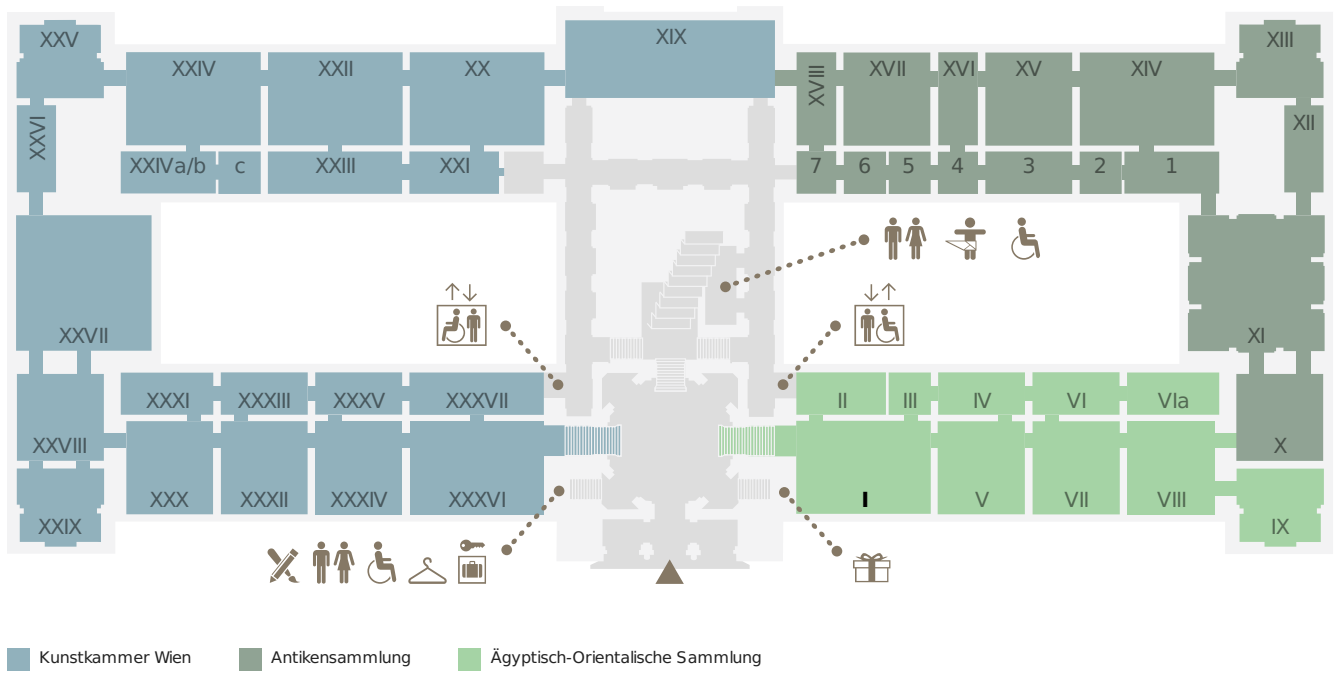 XIX
XXV
XIII
XXIV
XXII
XX
XVIII
XVII
XVI
XV
XIV
XXVI
XII
XXIVa/b
c
XXIII
XXI
7
6
5
4
3
2
1
XXVII
XI
XXXI
XXXIII
XXXV
XXXVII
II
III
IV
VI
VIa
XXVIII
X
XXX
XXXII
XXXIV
XXXVI
I
V
VII
VIII
XXIX
IX
Kunstkammer Wien
Antikensammlung
Ägyptisch-Orientalische Sammlung